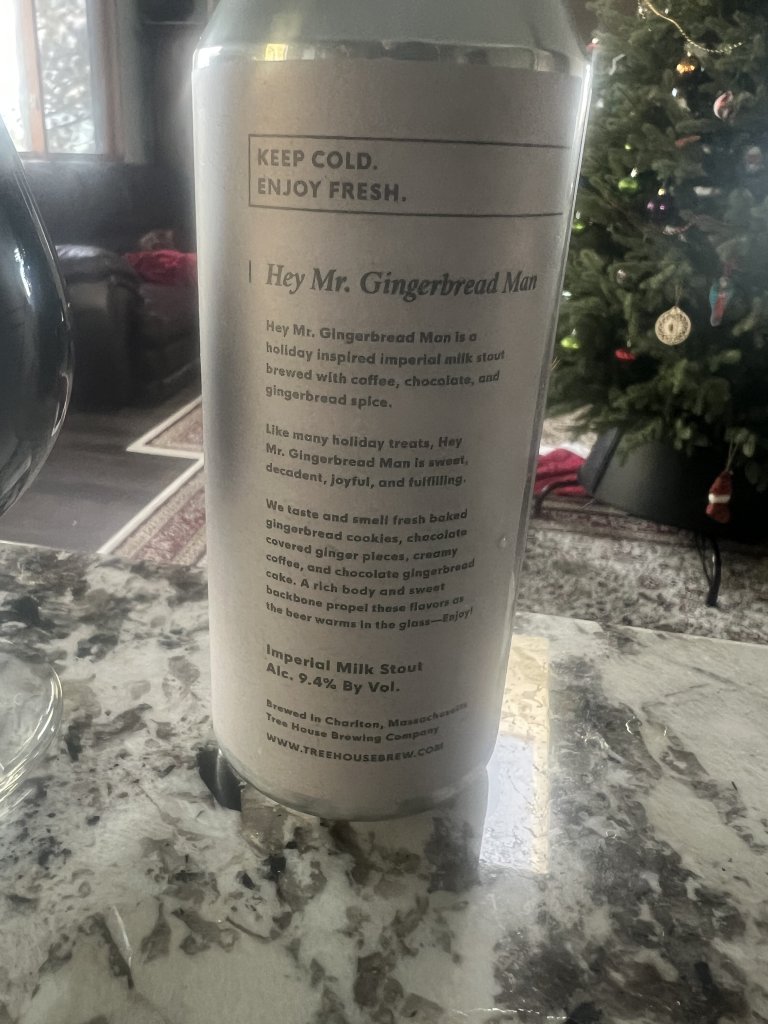 KEEP COLD.
ENJOY FRESH.
Hey Mr. Gingerbread Man
Hey Mr. Gingerbread Man is a
holiday inspired imperial milk stout
brewed with coffee, chocolate, and
gingerbread spice.
Like many holiday treats, Hey
Mr. Gingerbread Man is sweet,
decadent, joyful, and fulfilling.
We taste and smell fresh baked
gingerbread cookies, chocolate
covered ginger pieces, creamy
coffee, and chocolate gingerbread
cake. A rich body and sweet
backbone propel these flavors as
the beer warms in the glass—Enjoy!
Imperial Milk Stout
Alc. 9.4% By Vol.
Brewed in Charlton, Massachusetts
Tree House Brewing Company
WWW.TREEHOUSEBREW.COM